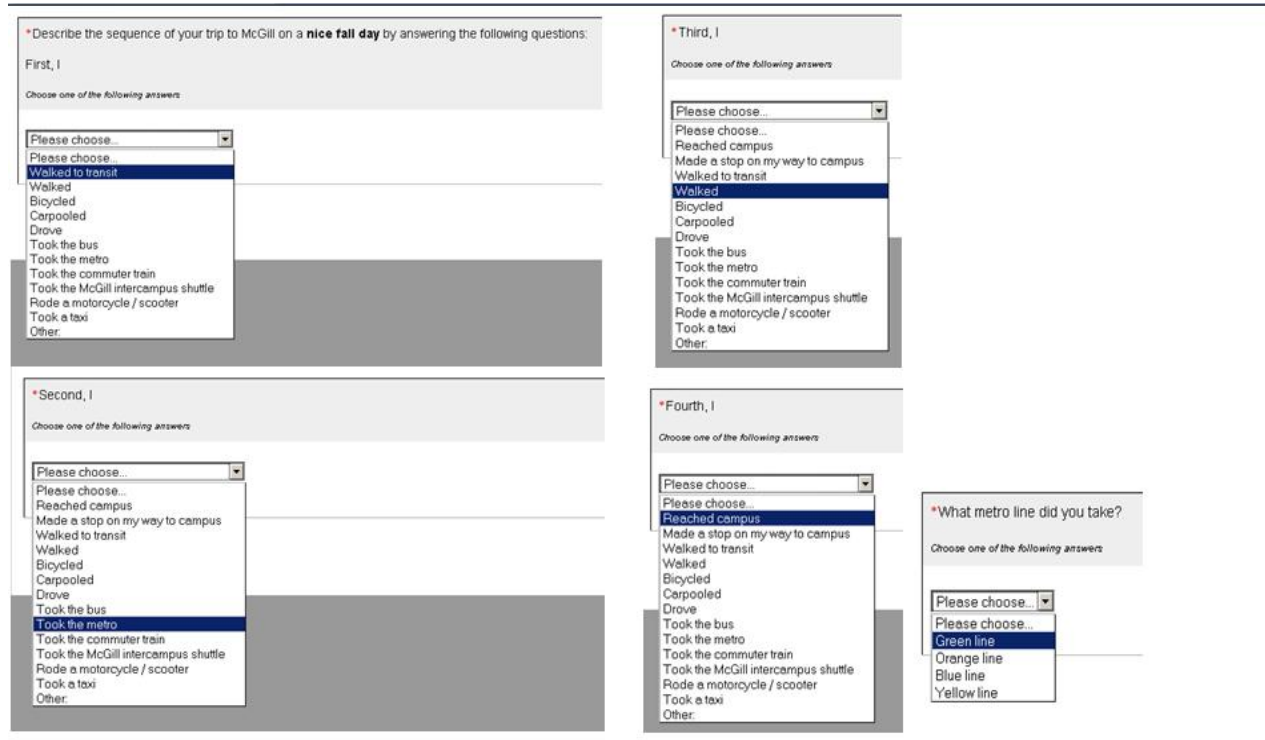 *Describe the sequence of your trip to McGill on a nice fall day by answering the following questions:
First, I
Choose one of the following answers
Please choose...
Please choose...
Walked to transit
Walked
Bicycled
Carpooled
Drove
Took the bus
Took the metro
Took the commuter train
Took the McGill intercampus shuttle
Rode a motorcycle / scooter
Took a taxi
Other:
*Second, I
Choose one of the following answers
Please choose...
Please choose...
Reached campus
Made a stop on my way to campus
Walked to transit
Walked
Bicycled
Carpooled
Drove
Took the bus
Took the metro
Took the commuter train
Took the McGill intercampus shuttle
Rode a motorcycle / scooter
Took a taxi
Other:
*Third, I
Choose one of the following answers
Please choose...
Please choose...
Reached campus
Made a stop on my way to campus
Walked to transit
Walked
Bicycled
Carpooled
Drove
Took the bus
Took the metro
Took the commuter train
Took the McGill intercampus shuttle
Rode a motorcycle / scooter
Took a taxi
Other:
*Fourth, I
Choose one of the following answers
Please choose...
Please choose...
Reached campus
Made a stop on my way to campus
Walked to transit
Walked
Bicycled
Carpooled
Drove
Took the bus
Took the metro
Took the commuter train
Took the McGill intercampus shuttle
Rode a motorcycle / scooter
Took a taxi
Other:
*What metro line did you take?
Choose one of the following answers
Please choose...
Please choose...
Green line
Orange line
Blue line
Yellow line